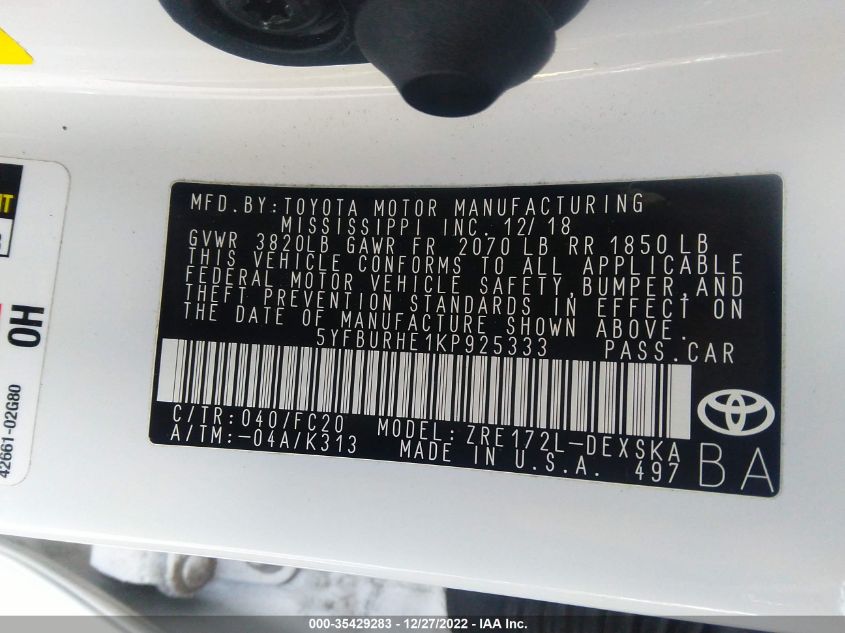 MFD.BY:TOYOTA MOTOR MANUFACTURING
MISSISSIPPI INC. 12/18
GVWR 3820LB GAWR FR 2070 LB RR 1850 LB
THIS VEHICLE CONFORMS TO ALL APPLICABLE
FEDERAL MOTOR VEHICLE SAFETY,BUMPER,AND
THEFT PREVENTION STANDARDS IN EFFECT ON
THE DATE OF MANUFACTURE SHOWN ABOVE.
5YFBURHE1KP925333 PASS.CAR
C/TR:040/FC20 MODEL:ZRE172L-DEXSKA
A/TM:-04A/K313 MADE IN U.S.A. 497
BA
OH
42661-02G80
000-35429283 - 12/27/2022 - IAAI.COM